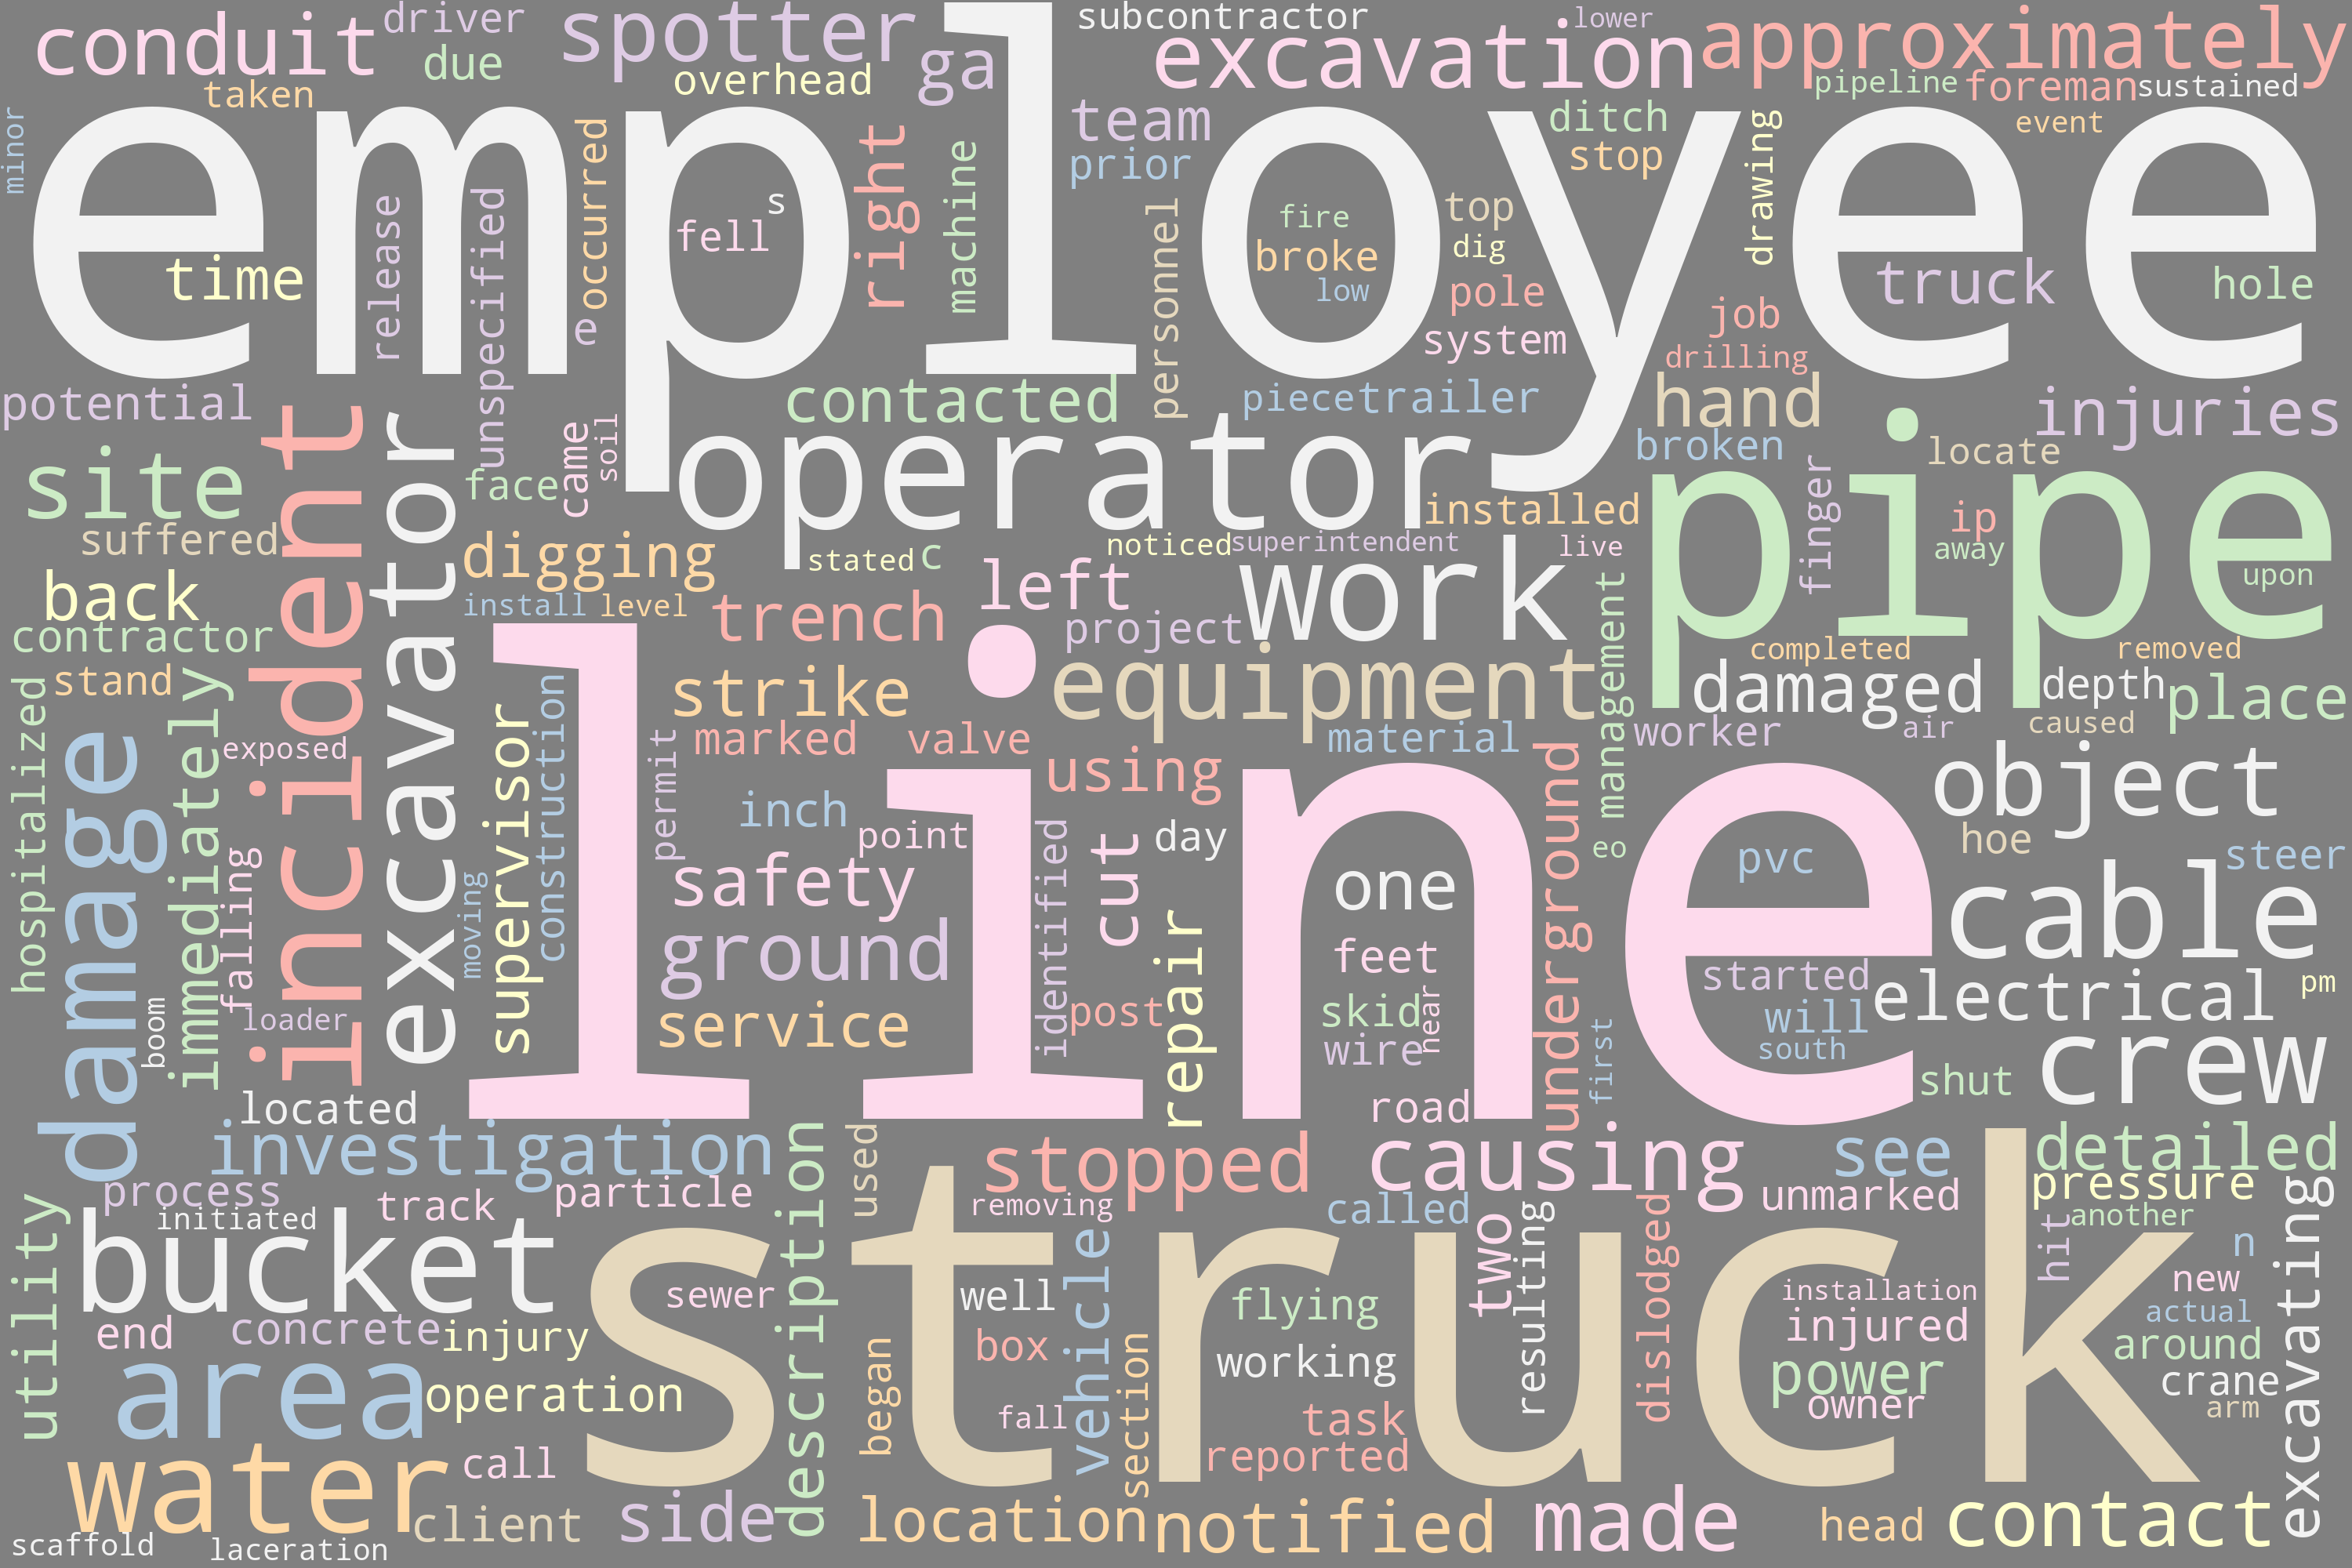 conduit
driver
spotter
subcontractor
lower
excavation
approximately
due
overhead
ga
taken
pipeline
foreman
sustained
team
ditch
event
employee
minor
occurred
right
machine
prior
stop
drawing
release
unspecified
s
fell
personnel
fire
top
dig
broke
low
pole
time
truck
hole
e
system
job
drilling
potential
contacted
piece
trailer
hand
injuries
incident
excavator
came
soil
operator
broken
locate
site
face
installed
pipe
finger
ip
suffered
digging
stated
c
noticed
superintendent
live
away
back
install
level
trench
left
work
management
upon
contractor
project
completed
removed
stand
immediately
strike
equipment
damaged
depth
place
hospitalized
exposed
supervisor
construction
permit
marked
valve
material
worker
air
caused
damage
line
using
underground
object
inch
point
day
eo
pvc
hoe
steer
falling
moving
safety
identified
cut
one
cable
ground
repair
feet
started
electrical
pm
boom
loader
service
post
skid
near
wire
will
south
first
crew
located
road
shut
investigation
description
used
stopped
causing
see
detailed
process
track
particle
removing
called
unmarked
pressure
utility
initiated
bucket
struck
vehicle
two
resulting
dislodged
another
hit
n
excavating
sewer
well
flying
installation
new
end
concrete
injury
box
injured
actual
area
began
section
working
power
around
operation
fall
task
owner
crane
arm
water
call
reported
client
side
location
notified
made
head
contact
scaffold
laceration